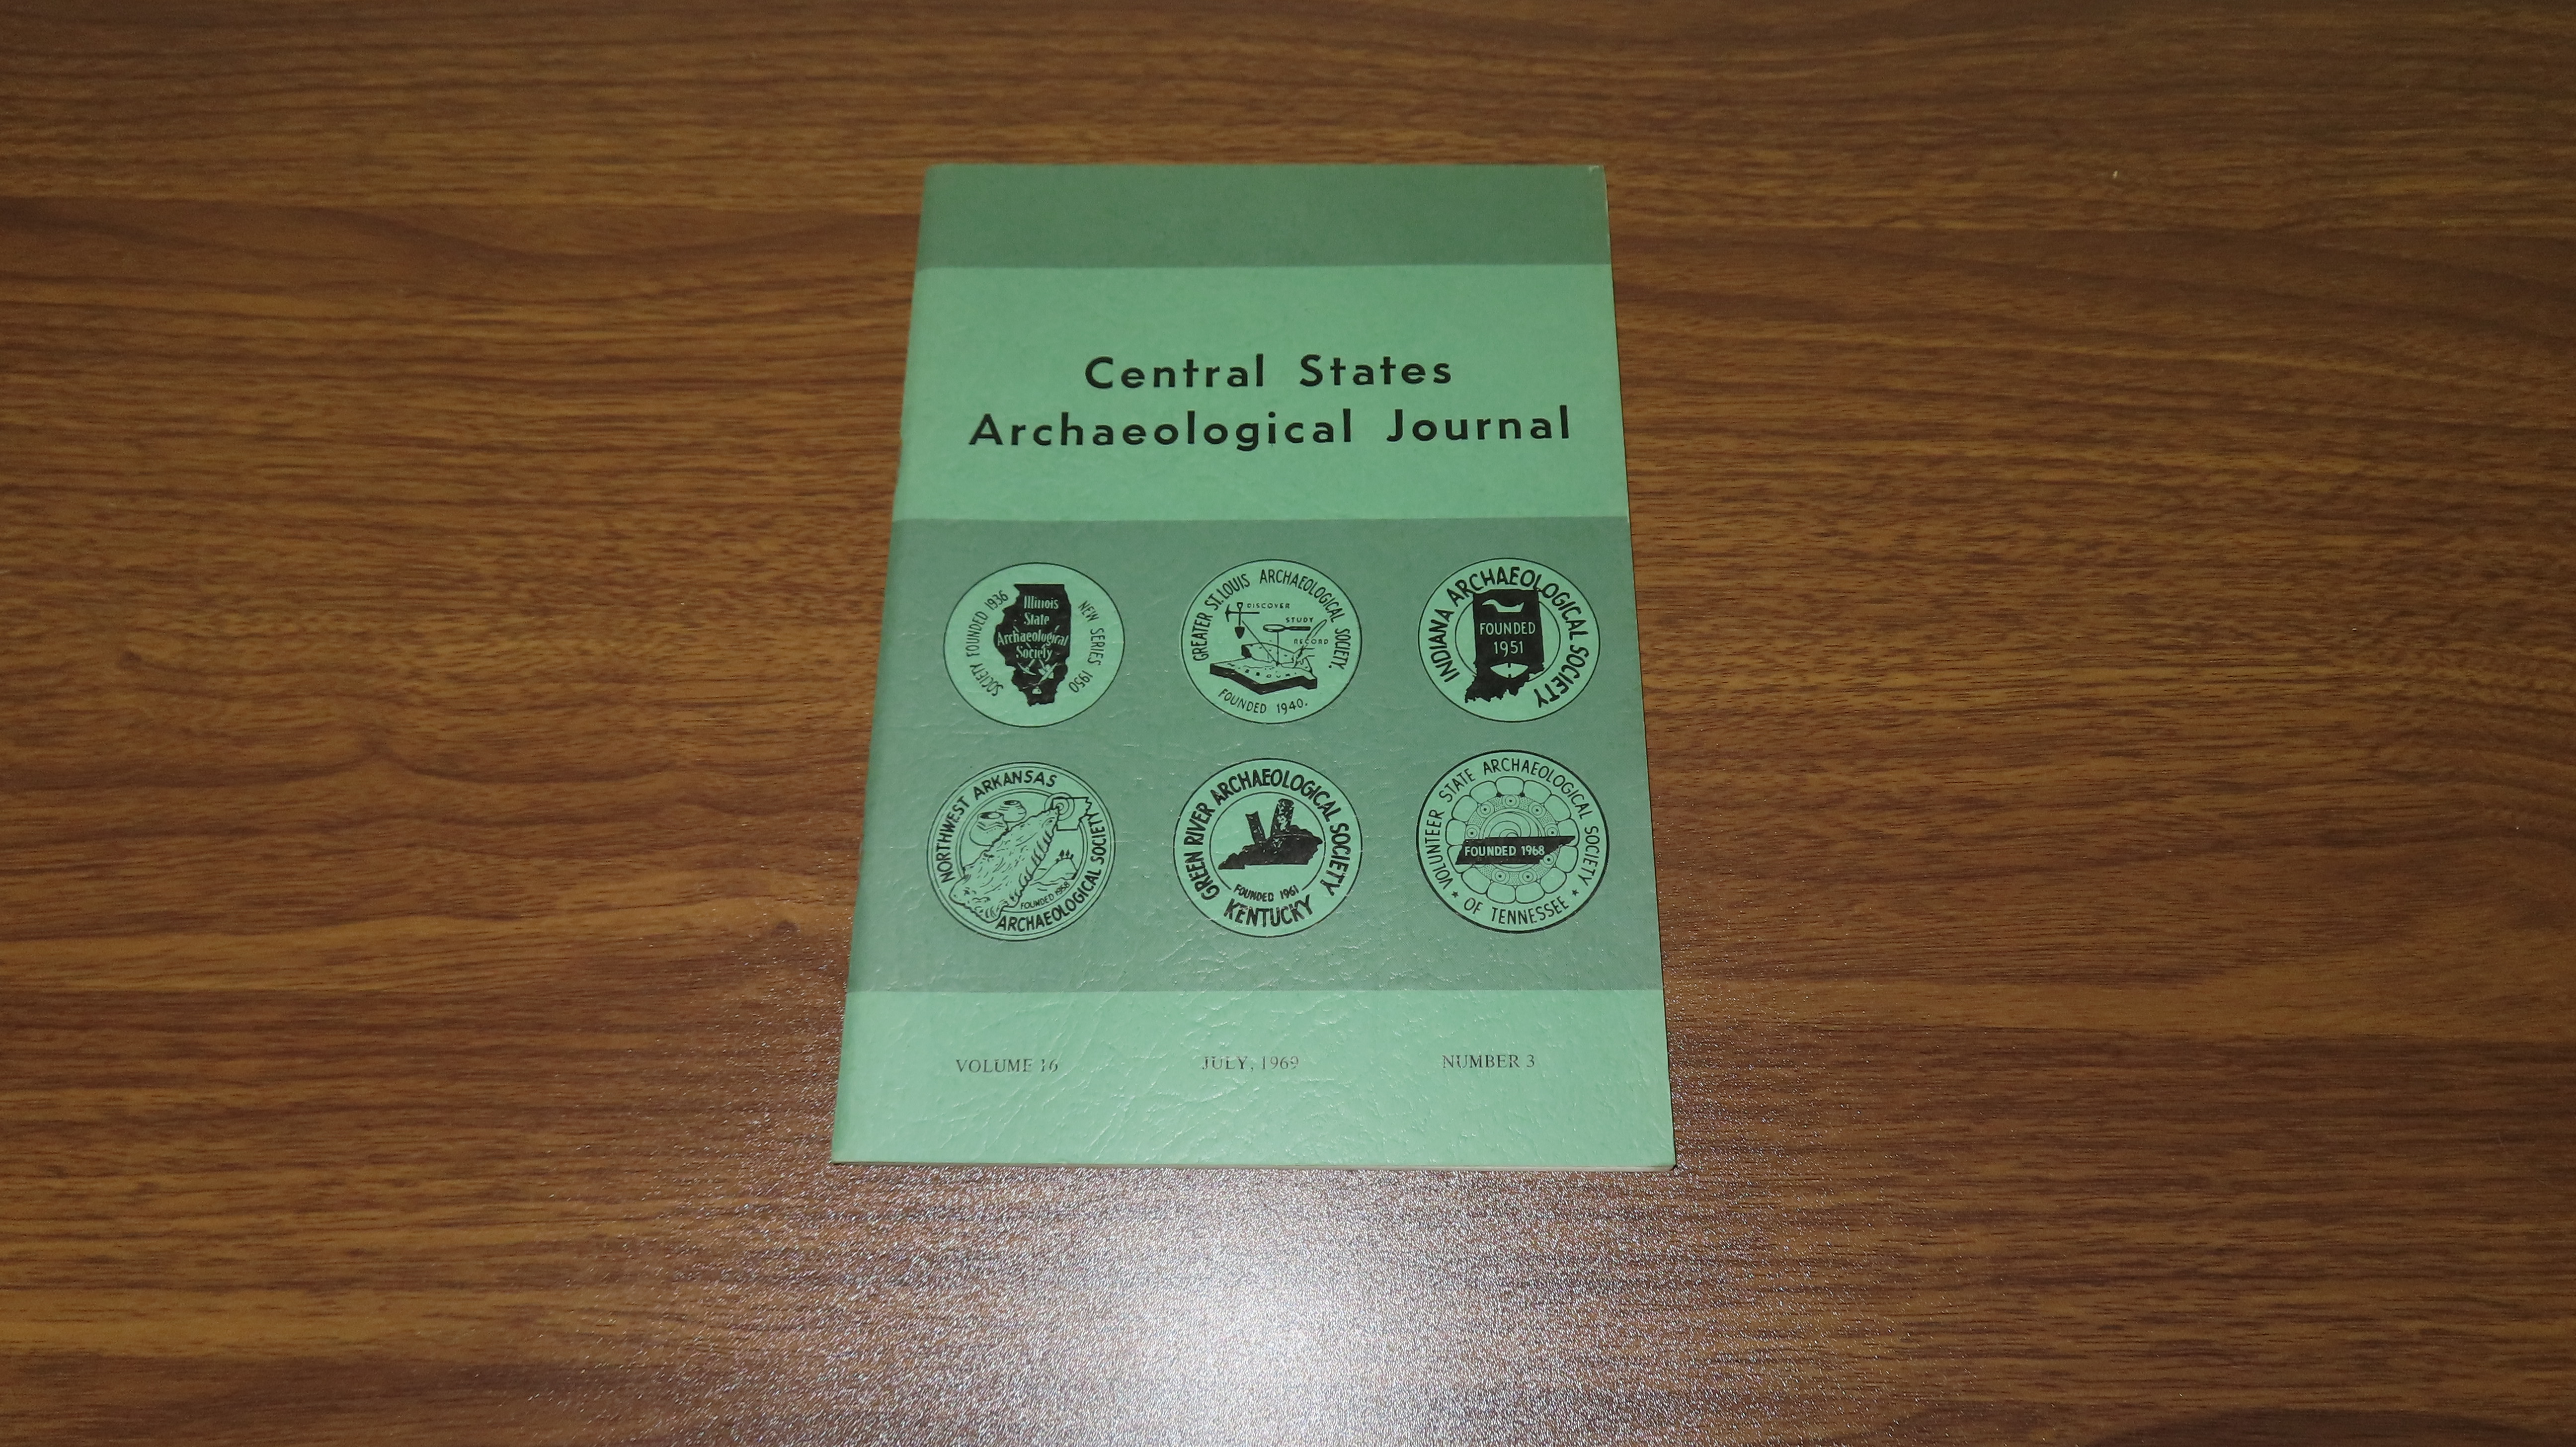 Central States
Archaeological Journal
SOCIETY FOUNDED 1936
NEW SERIES 1950
Illinois
State
Archaeological
Society
GREATER ST. LOUIS ARCHAEOLOGICAL SOCIETY.
DISCOVER
STUDY
RECORD
FOUNDED 1940.
INDIANA ARCHAEOLOGICAL SOCIETY
FOUNDED
1951
NORTHWEST ARKANSAS
ARCHAEOLOGICAL SOCIETY
FOUNDED 1968
GREEN RIVER ARCHAEOLOGICAL SOCIETY
FOUNDED 1961
KENTUCKY
VOLUNTEER STATE ARCHAEOLOGICAL SOCIETY
FOUNDED 1968
★ OF TENNESSEE ★
VOLUME 16 JULY, 1969 NUMBER 3